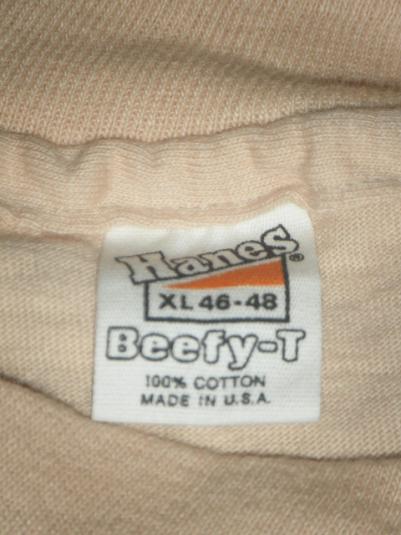 Hanes®
XL 46-48
Beefy-T
100% COTTON
MADE IN U.S.A.